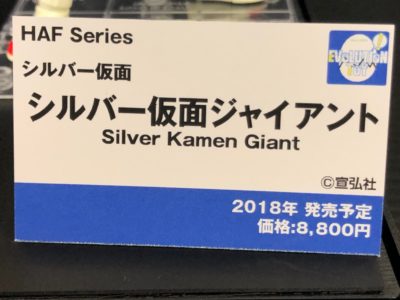 HAF Series
EVOLUTION
TOY
シルバー仮面
シルバー仮面ジャイアント
Silver Kamen Giant
©宣弘社
2018年 発売予定
価格:8,800円